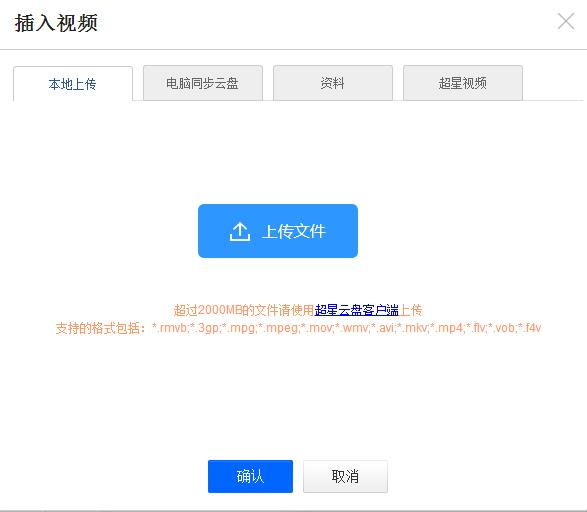 插入视频
本地上传 电脑同步云盘 资料 超星视频
上传文件
超过2000MB的文件请使用超星云盘客户端上传
支持的格式包括：*.rmvb;*.3gp;*.mpg;*.mpeg;*.mov;*.wmv;*.avi;*.mkv;*.mp4;*.flv;*.vob;*.f4v
确认 取消